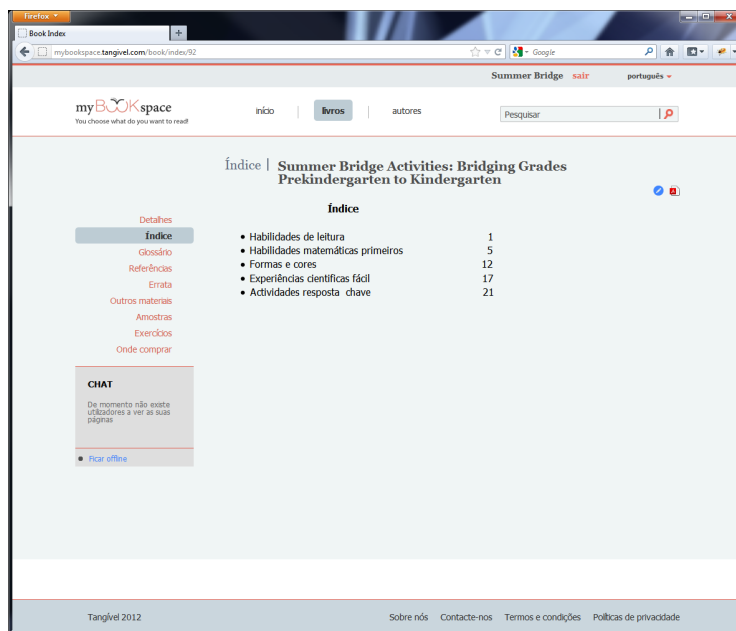 Firefox
Book Index
mybookspace.tangivel.com/book/index/92
Google
Summer Bridge sair português
myBOOKspace
You choose what do you want to read!
início livros autores
Pesquisar
Índice | Summer Bridge Activities: Bridging Grades
Prekindergarten to Kindergarten
Índice
Detalhes
Índice
Glossário
Referências
Errata
Outros materiais
Amostras
Exercícios
Onde comprar
• Habilidades de leitura 1
• Habilidades matemáticas primeiros 5
• Formas e cores 12
• Experiências cientificas fácil 17
• Actividades resposta chave 21
CHAT
De momento não existe
utilizadores a ver as suas
páginas
Ficar offline
Tangível 2012 Sobre nós Contacte-nos Termos e condições Políticas de privacidade